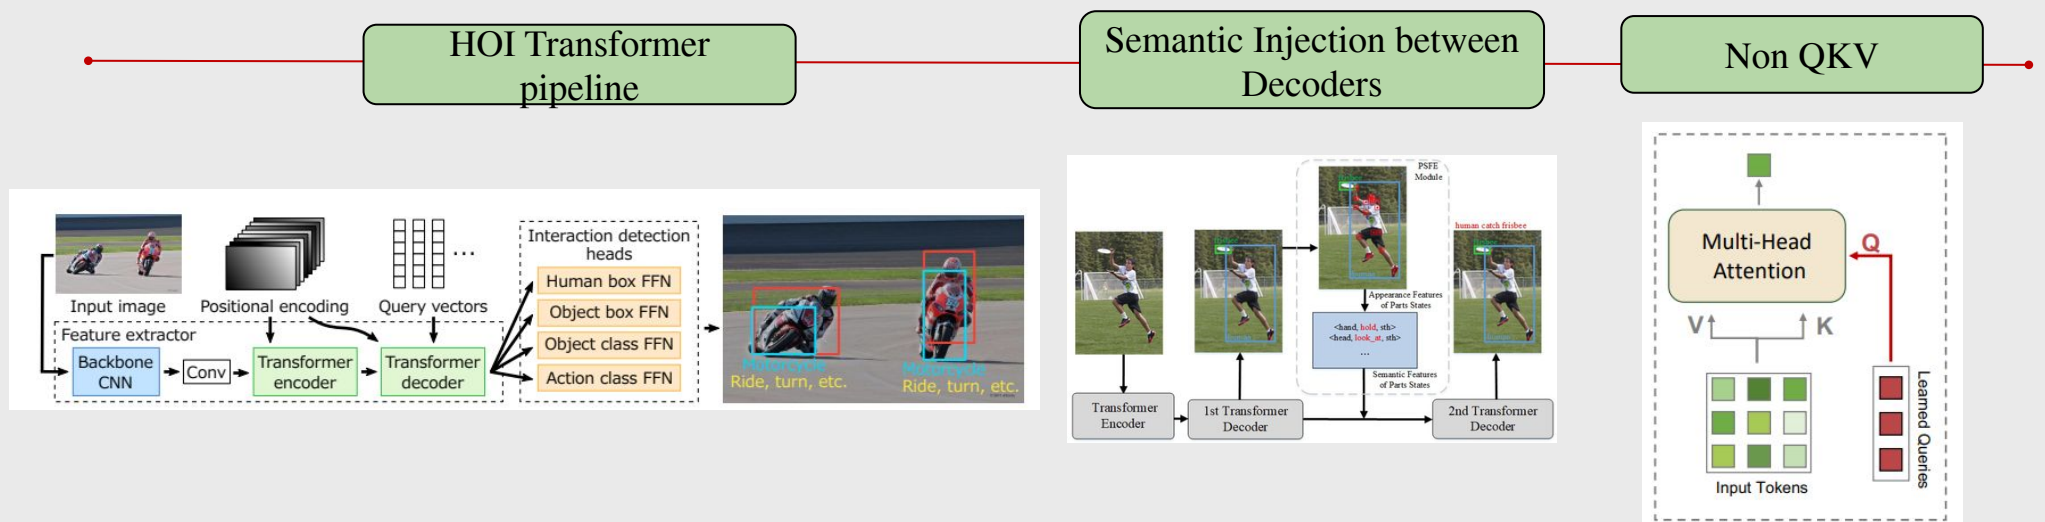 HOI Transformer
pipeline
Semantic Injection between
Decoders
Non QKV
Input image
Positional encoding
Query vectors
...
Feature extractor
Backbone
CNN
Conv
Transformer
encoder
Transformer
decoder
Interaction detection
heads
Human box FFN
Object box FFN
Object class FFN
Action class FFN
Motorcycle
Ride, turn, etc.
Motorcycle
Ride, turn, etc.
PSFE
Module
human catch frisbee
Appearance Features
of Parts States
<hand, hold, sth>
<head, look_at, sth>
...
Semantic Features
of Parts States
Transformer
Encoder
1st Transformer
Decoder
2nd Transformer
Decoder
Multi-Head
Attention
Q
V
K
Input Tokens
Learned Queries